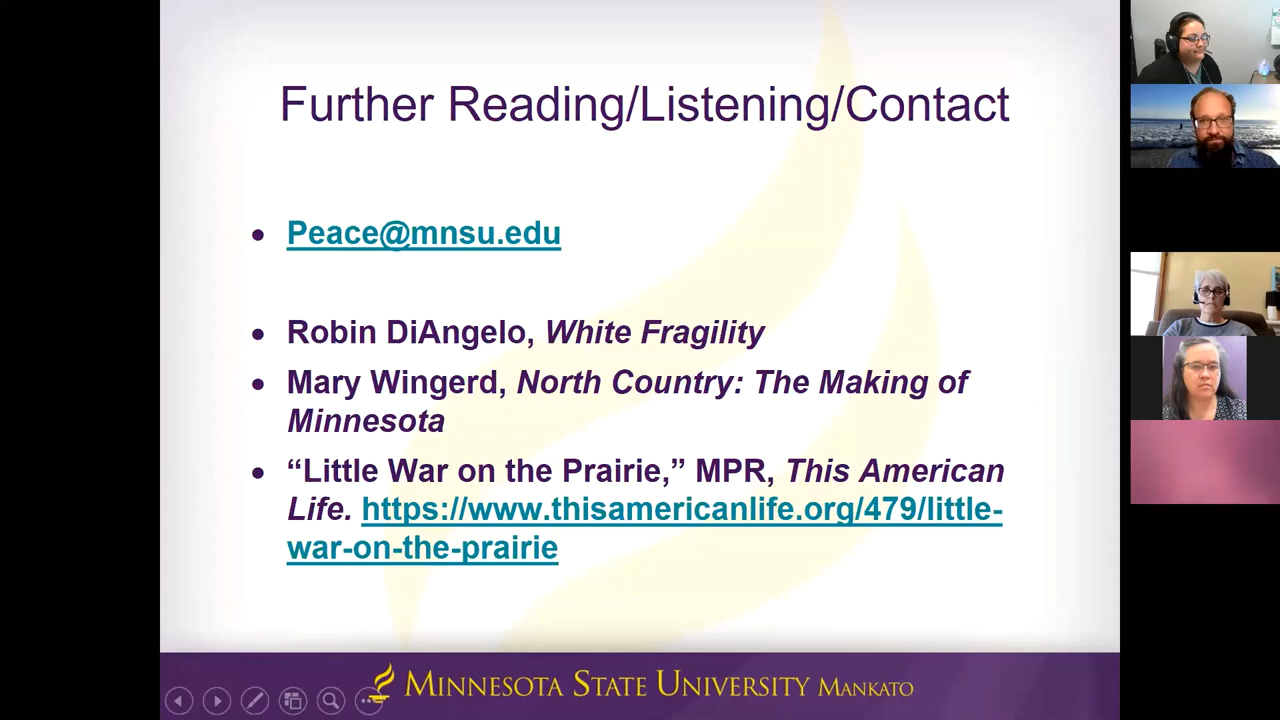 Further Reading/Listening/Contact
Peace@mnsu.edu
Robin DiAngelo, White Fragility
Mary Wingerd, North Country: The Making of
Minnesota
“Little War on the Prairie,” MPR, This American
Life. https://www.thisamericanlife.org/479/little-
war-on-the-prairie
MINNESOTA STATE UNIVERSITY MANKATO